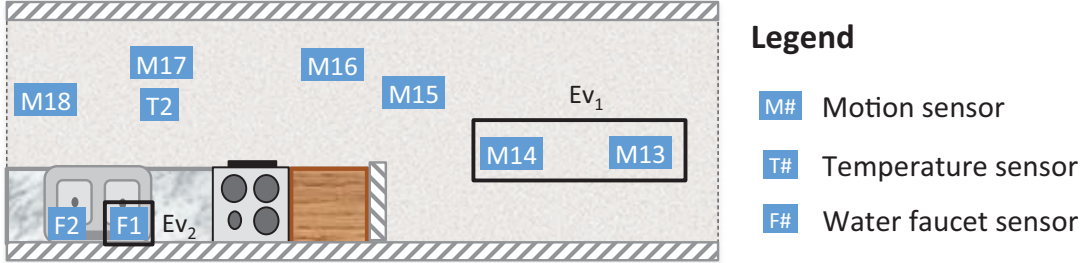 M17
M16
M18
T2
M15
Ev₁
M14
M13
F2
F1
Ev₂
Legend
M# Motion sensor
T# Temperature sensor
F# Water faucet sensor